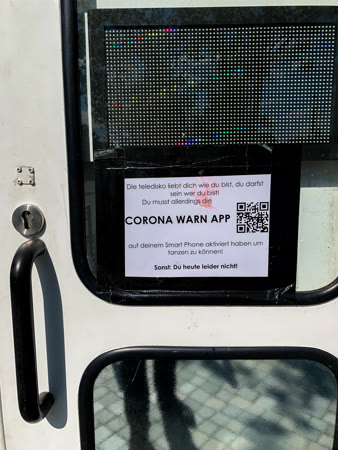 Die teledisko liebt dich wie du bist, du darfst
sein wer du bist!
Du musst allerdings die
CORONA WARN APP
auf deinem Smart Phone aktiviert haben um
tanzen zu können!
Sonst: Du heute leider nicht!